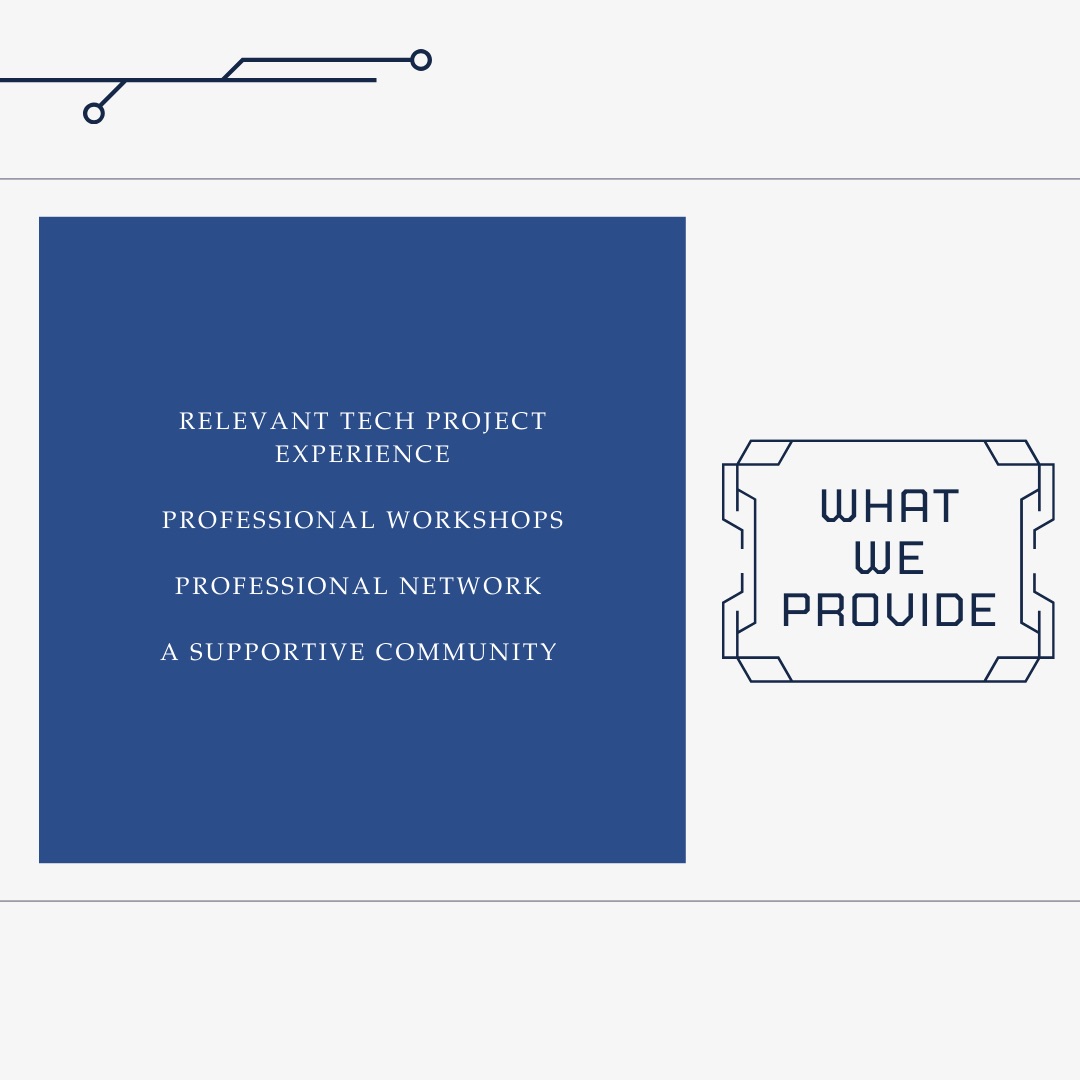 RELEVANT TECH PROJECT
EXPERIENCE
PROFESSIONAL WORKSHOPS
PROFESSIONAL NETWORK
A SUPPORTIVE COMMUNITY
WHAT
WE
PROVIDE